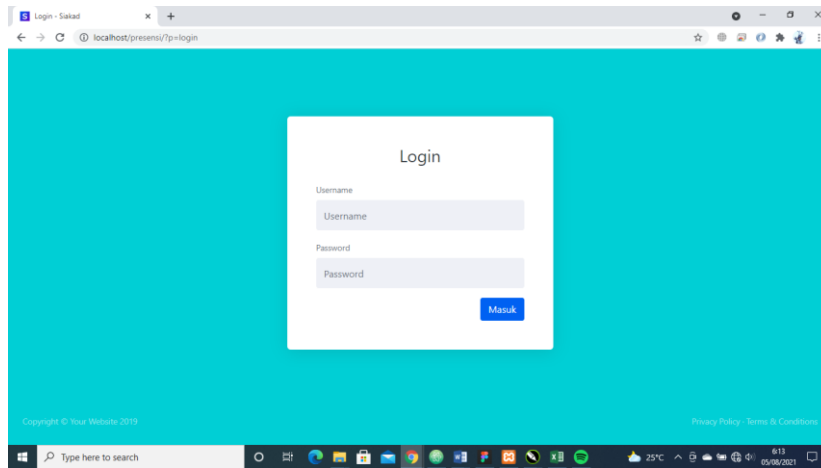 Login - Siakad
localhost/presensi/?p=login
Login
Username
Username
Password
Password
Masuk
Copyright © Your Website 2019
Privacy Policy · Terms & Conditions
Type here to search
25°C
6:13
05/08/2021